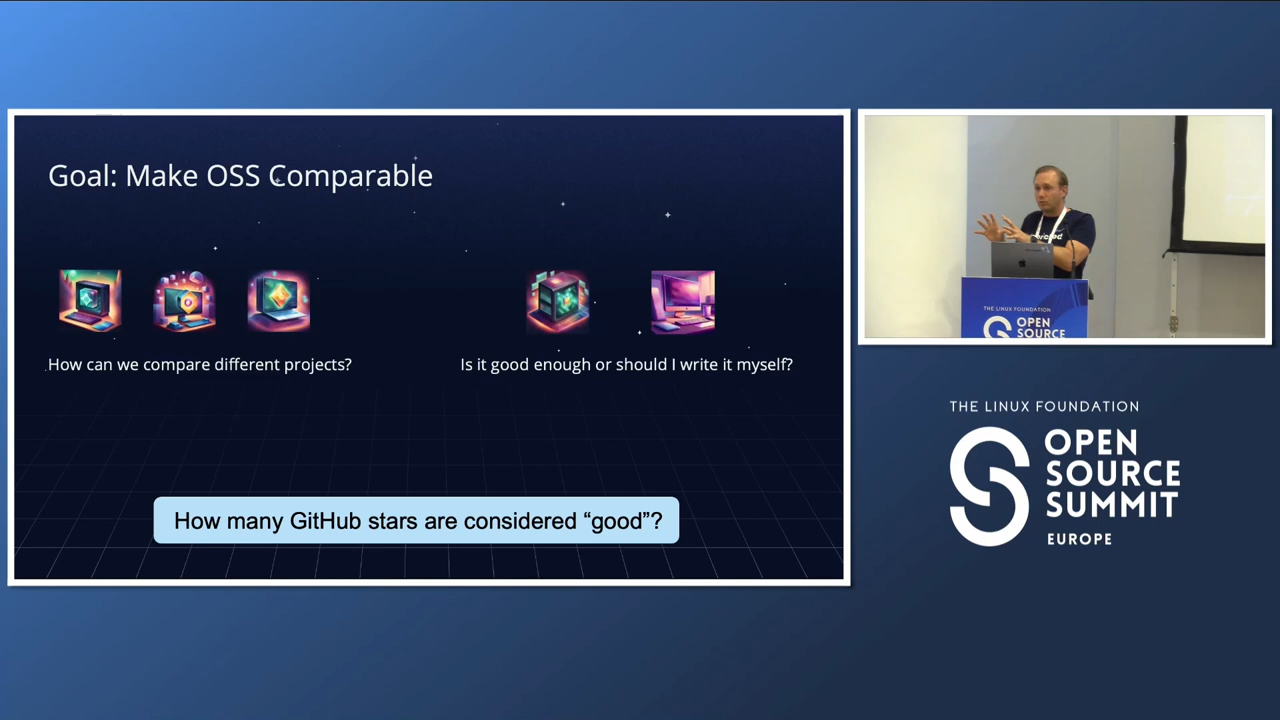 Goal: Make OSS Comparable
How can we compare different projects?
Is it good enough or should I write it myself?
How many GitHub stars are considered “good”?
THE LINUX FOUNDATION
OPEN
SOURCE
THE LINUX FOUNDATION
OPEN
SOURCE
SUMMIT
EUROPE